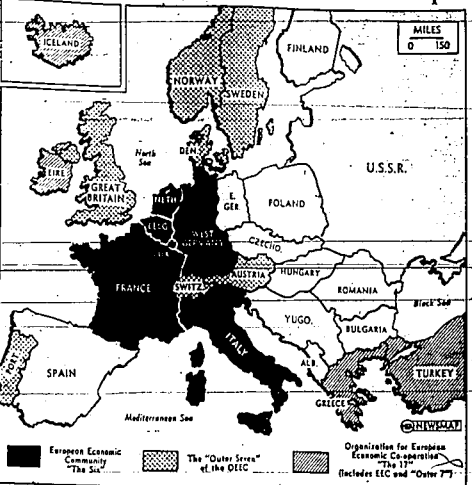 ICELAND
MILES
0 150
FINLAND
NORWAY
SWEDEN
North
Sea
DEN.
U.S.S.R.
EIRE
GREAT
BRITAIN
NETH.
E.
GER.
POLAND
BELG.
WEST
GERMANY
LUX.
CZECHO.
AUSTRIA
HUNGARY
FRANCE
SWITZ.
ROMANIA
Black Sea
YUGO.
BULGARIA
ITALY
PORT.
SPAIN
ALB.
TURKEY
GREECE
Mediterranean Sea
NEWSMAP
European Economic
Community
"The Six"
The "Outer Seven"
of the OEEC
Organization for European
Economic Co-operation
"The 17"
(includes EEC and "Outer 7")